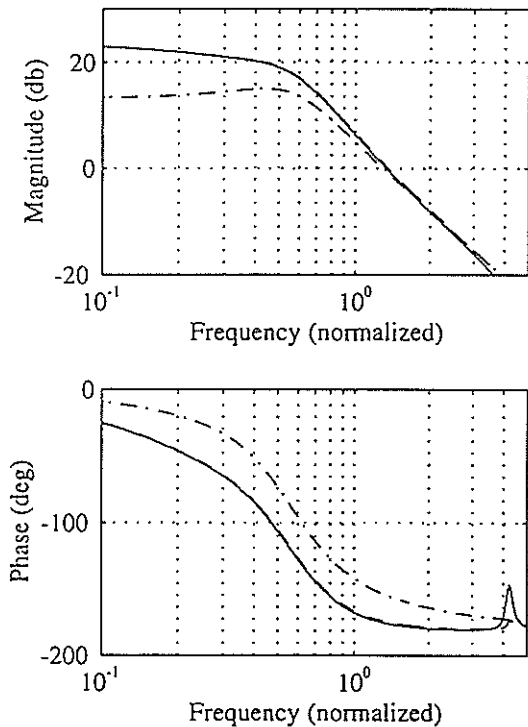 Magnitude (db)
20
0
-20
10^-1
10^0
Frequency (normalized)
Phase (deg)
0
-100
-200
10^-1
10^0
Frequency (normalized)